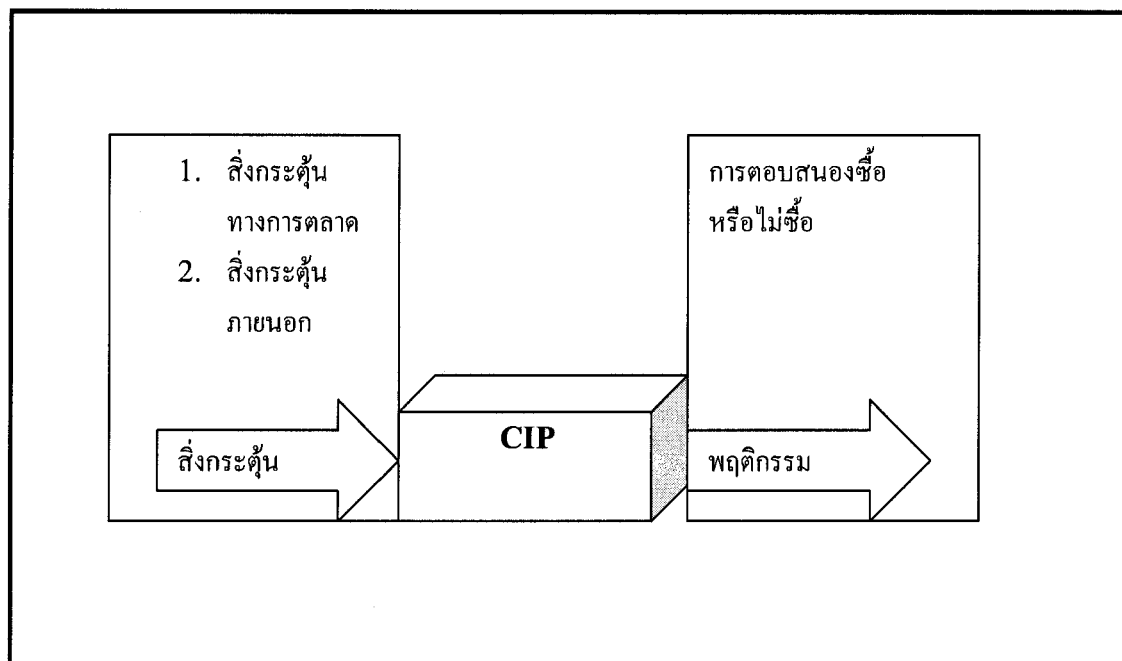 1. สิ่งกระตุ้น
ทางการตลาด
2. สิ่งกระตุ้น
ภายนอก
สิ่งกระตุ้น
CIP
การตอบสนองซื้อ
หรือไม่ซื้อ
พฤติกรรม